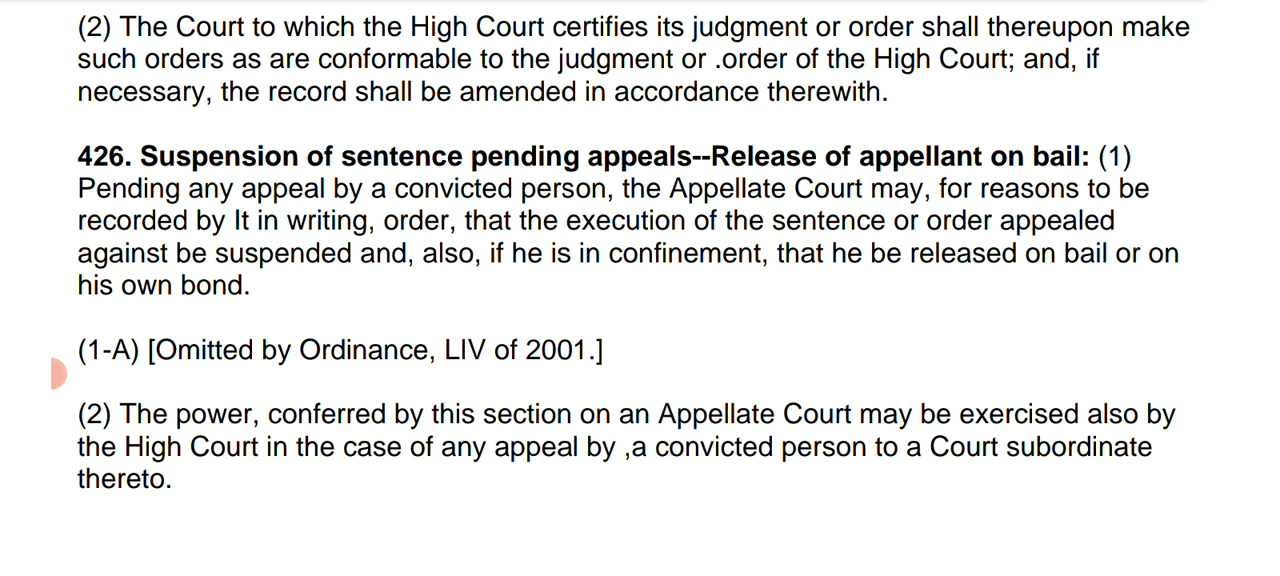 (2) The Court to which the High Court certifies its judgment or order shall thereupon make
such orders as are conformable to the judgment or .order of the High Court; and, if
necessary, the record shall be amended in accordance therewith.
426. Suspension of sentence pending appeals--Release of appellant on bail: (1)
Pending any appeal by a convicted person, the Appellate Court may, for reasons to be
recorded by It in writing, order, that the execution of the sentence or order appealed
against be suspended and, also, if he is in confinement, that he be released on bail or on
his own bond.
(1-A) [Omitted by Ordinance, LIV of 2001.]
(2) The power, conferred by this section on an Appellate Court may be exercised also by
the High Court in the case of any appeal by ,a convicted person to a Court subordinate
thereto.